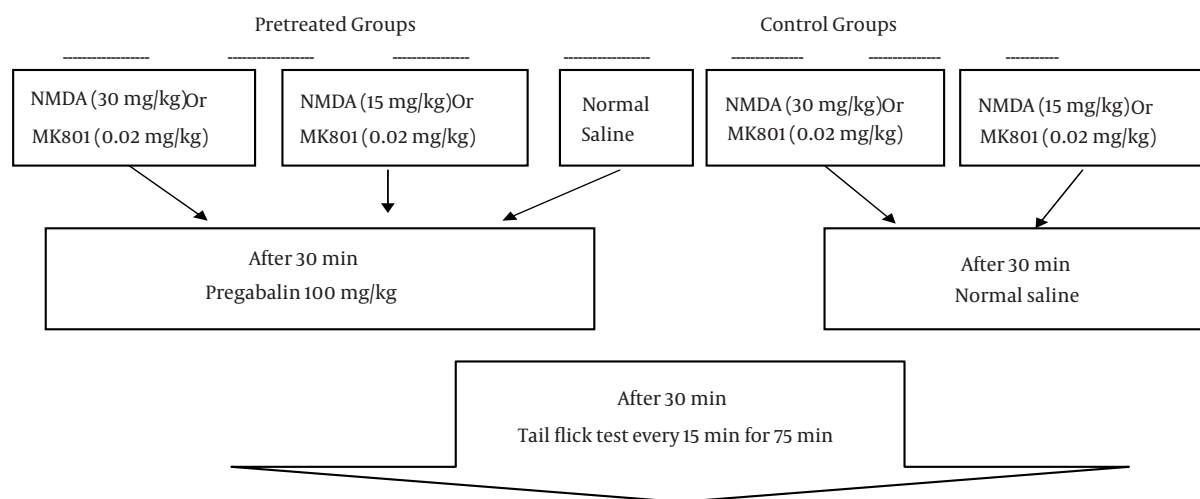 Pretreated Groups
Control Groups
NMDA (30 mg/kg)Or
MK801 (0.02 mg/kg)
NMDA (15 mg/kg)Or
MK801 (0.02 mg/kg)
Normal
Saline
NMDA (30 mg/kg)Or
MK801 (0.02 mg/kg)
NMDA (15 mg/kg)Or
MK801 (0.02 mg/kg)
After 30 min
Pregabalin 100 mg/kg
After 30 min
Normal saline
After 30 min
Tail flick test every 15 min for 75 min